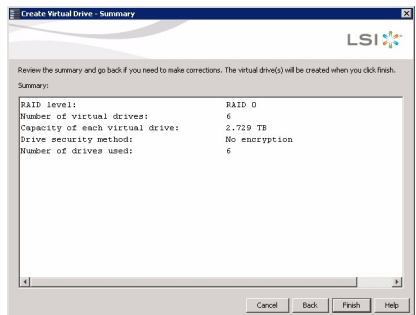 Create Virtual Drive - Summary
LSI
Review the summary and go back if you need to make corrections. The virtual drive(s) will be created when you click finish.
Summary:
RAID level: RAID 0
Number of virtual drives: 6
Capacity of each virtual drive: 2.729 TB
Drive security method: No encryption
Number of drives used: 6
Cancel Back Finish Help